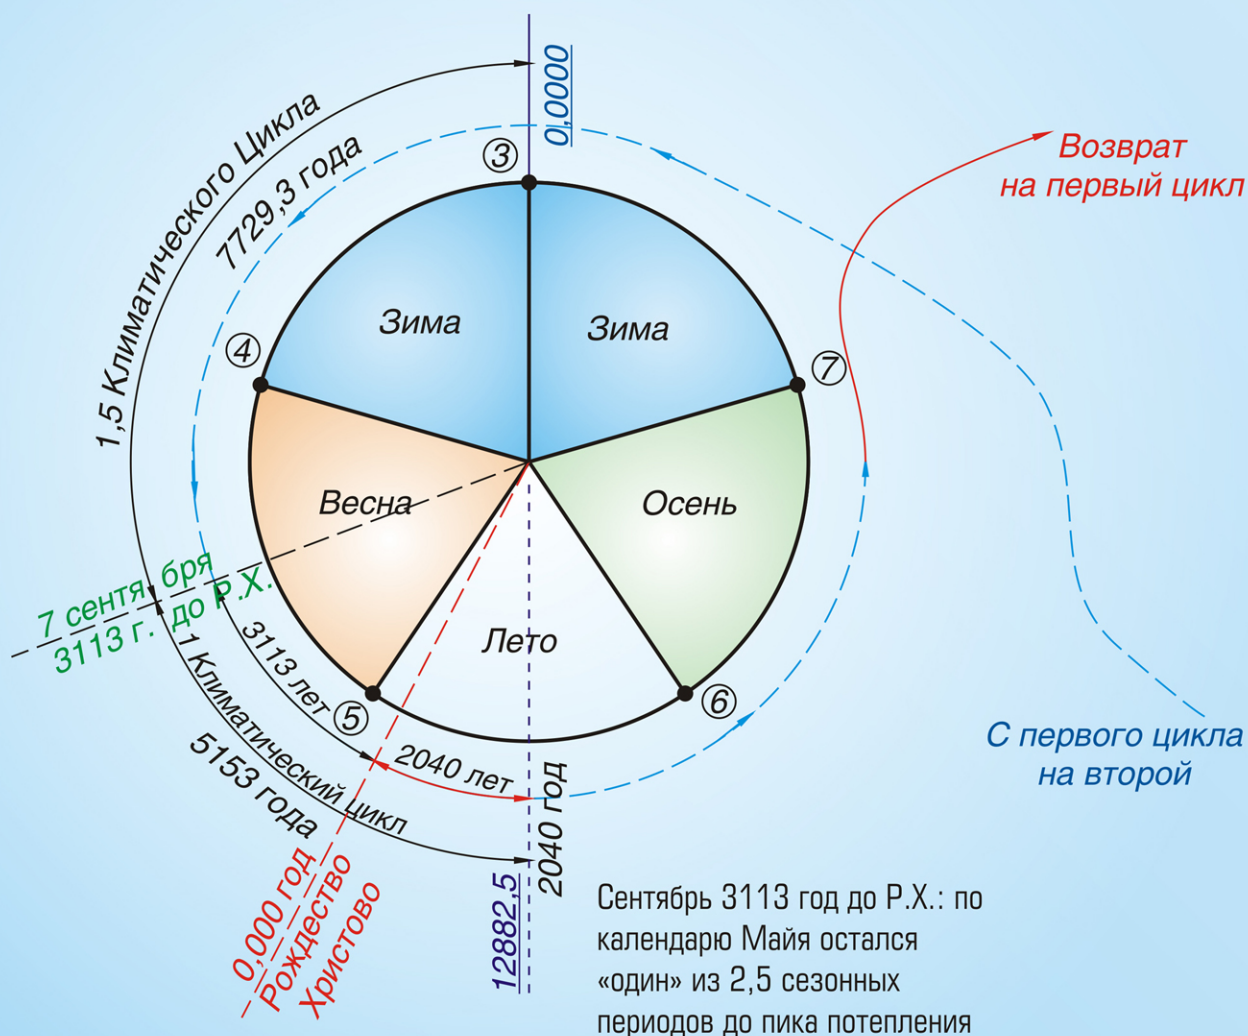 0,0000
1,5 Климатического Цикла
7729,3 года
3
Возврат
на первый цикл
Зима
Зима
4
7
Весна
Осень
7 сентя бря
3113 г. до Р.Х.
Лето
3113 лет
5
6
1 Климатический цикл
5153 года
2040 лет
2040 год
12882,5
С первого цикла
на второй
0,000 год
Рождество
Христово
Сентябрь 3113 год до Р.Х.: по
календарю Майя остался
«один» из 2,5 сезонных
периодов до пика потепления